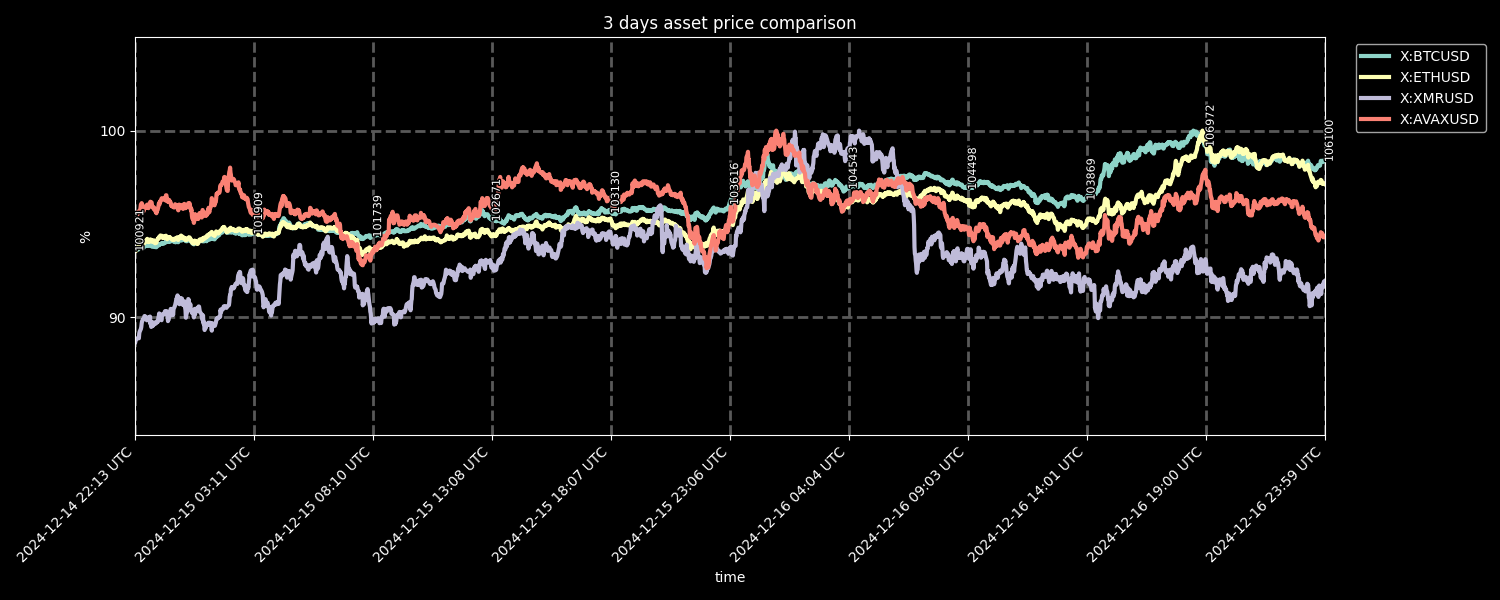 3 days asset price comparison
X:BTCUSD
X:ETHUSD
X:XMRUSD
X:AVAXUSD
100
90
%
100921
101909
101739
102671
103130
103616
104543
104498
103869
106972
106100
2024-12-14 22:13 UTC
2024-12-15 03:11 UTC
2024-12-15 08:10 UTC
2024-12-15 13:08 UTC
2024-12-15 18:07 UTC
2024-12-15 23:06 UTC
2024-12-16 04:04 UTC
2024-12-16 09:03 UTC
2024-12-16 14:01 UTC
2024-12-16 19:00 UTC
2024-12-16 23:59 UTC
time